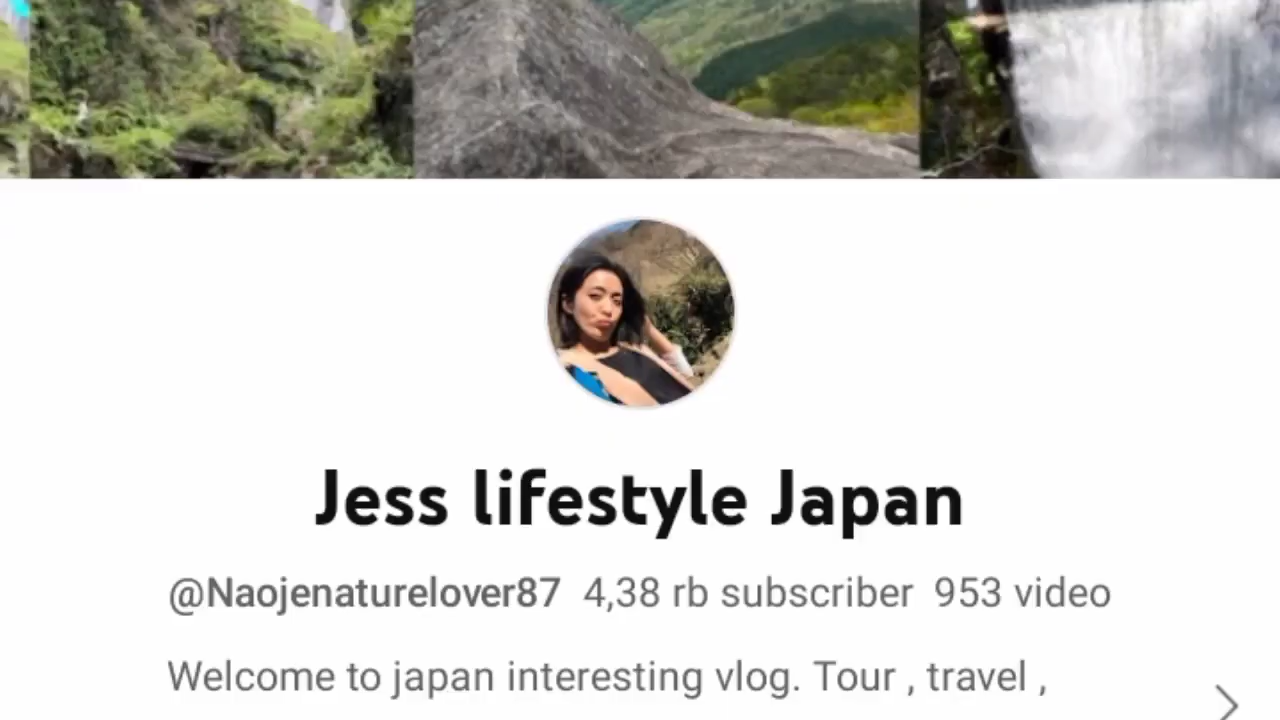 Jess lifestyle Japan
@Naojenaturelover87 4,38 rb subscriber 953 video
Welcome to japan interesting vlog. Tour , travel ,